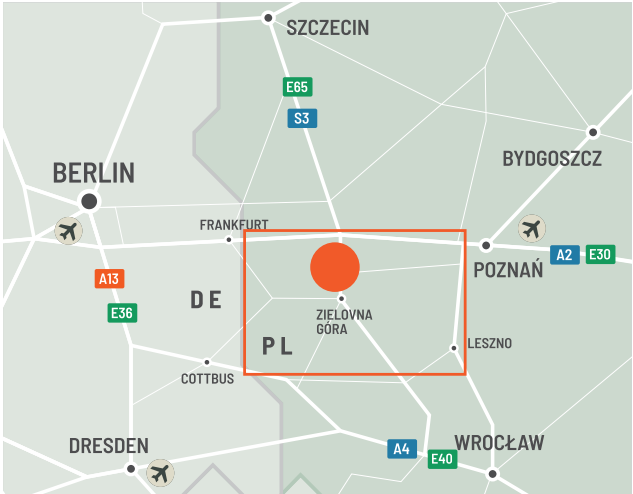 SZCZECIN
E65
S3
BYDGOSZCZ
BERLIN
FRANKFURT
POZNAŃ
A2
E30
A13
DE
E36
ZIELOVNA
GÓRA
PL
LESZNO
COTTBUS
DRESDEN
A4
E40
WROCŁAW